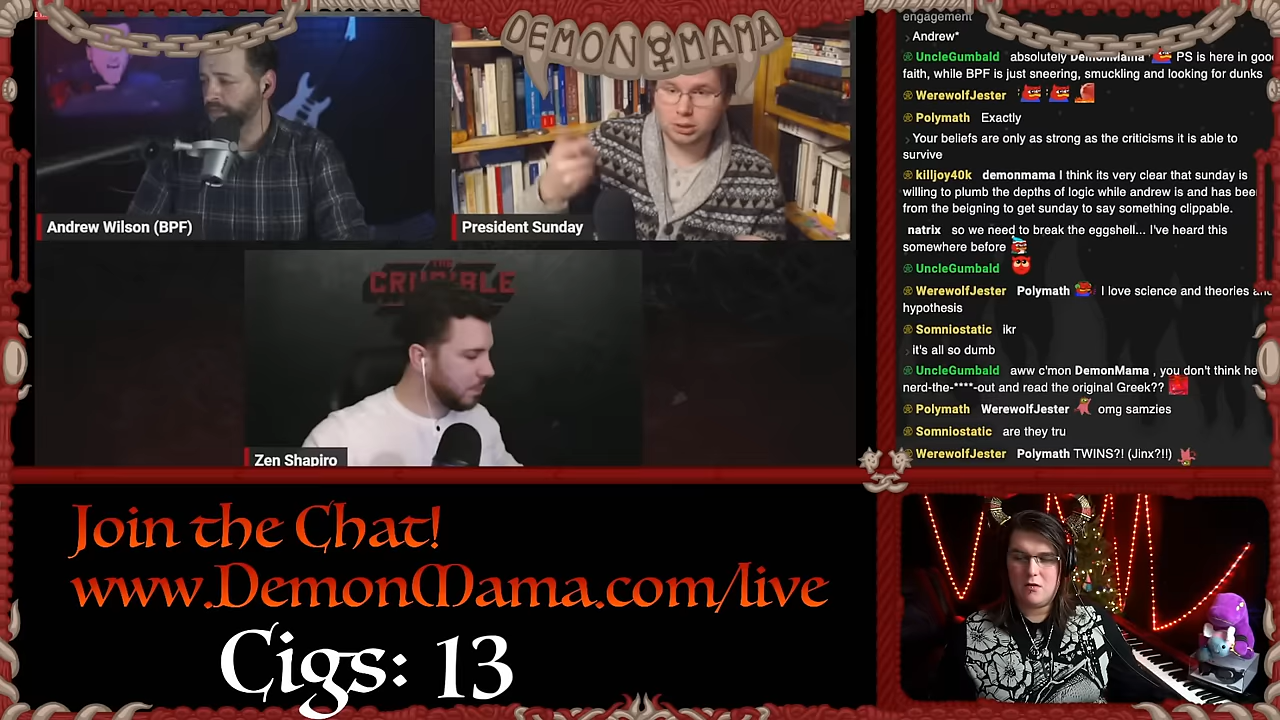 DEMON MAMA
Andrew Wilson (BPF)
President Sunday
THE
CRUCIBLE
Zen Shapiro
engagement
Andrew*
UncleGumbald absolutely DemonMama PS is here in good
faith, while BPF is just sneering, smuckling and looking for dunks
WerewolfJester
Polymath Exactly
Your beliefs are only as strong as the criticisms it is able to
survive
killjoy40k demonmama I think its very clear that sunday is
willing to plumb the depths of logic while andrew is and has bee
from the beigning to get sunday to say something clippable.
natrix so we need to break the eggshell... I've heard this
somewhere before
UncleGumbald
WerewolfJester Polymath I love science and theories and
hypothesis
Somniostatic ikr
it's all so dumb
UncleGumbald aww c'mon DemonMama , you don't think he
nerd-the-****-out and read the original Greek??
Polymath WerewolfJester omg samzies
Somniostatic are they tru
WerewolfJester Polymath TWINS?! (Jinx?!!)
Join the Chat!
www.DemonMama.com/live
Cigs: 13